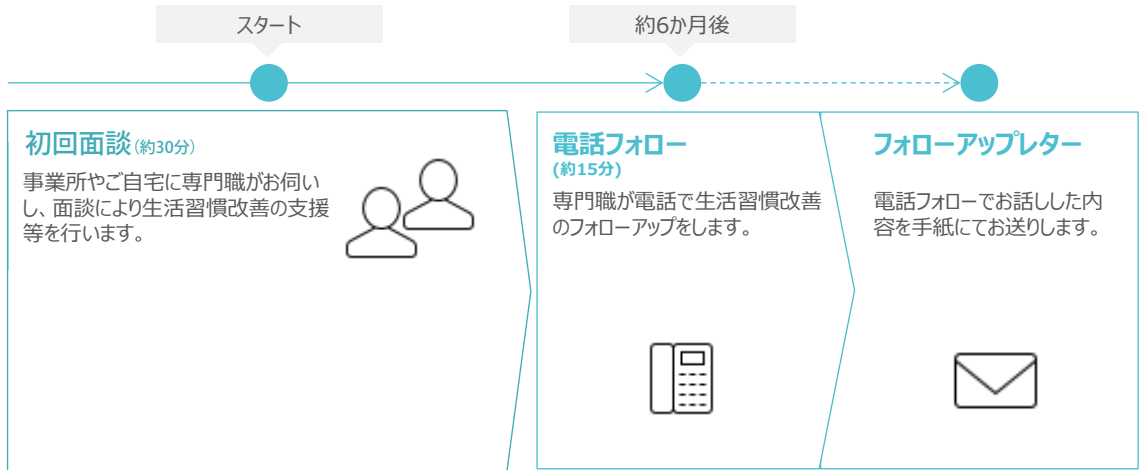 スタート
約6か月後
初回面談(約30分)
事業所やご自宅に専門職がお伺い
し、面談により生活習慣改善の支援
等を行います。
電話フォロー
(約15分)
専門職が電話で生活習慣改善
のフォローアップをします。
フォローアップレター
電話フォローでお話しした内
容を手紙にてお送りします。